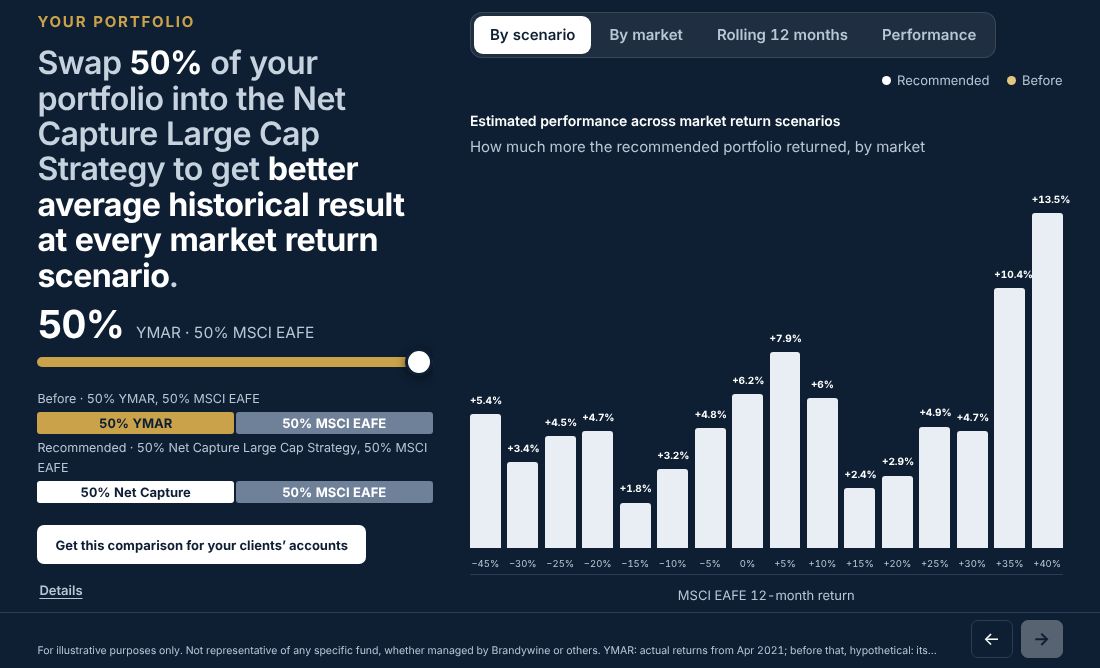 YOUR PORTFOLIO
Swap 50% of your
portfolio into the Net
Capture Large Cap
Strategy to get better
average historical result
at every market return
scenario.
50% YMAR · 50% MSCI EAFE
Before · 50% YMAR, 50% MSCI EAFE
50% YMAR 50% MSCI EAFE
Recommended · 50% Net Capture Large Cap Strategy, 50% MSCI
EAFE
50% Net Capture 50% MSCI EAFE
Get this comparison for your clients’ accounts
Details
By scenario By market Rolling 12 months Performance
Recommended Before
Estimated performance across market return scenarios
How much more the recommended portfolio returned, by market
+5.4% +3.4% +4.5% +4.7% +1.8% +3.2% +4.8% +6.2% +7.9% +6% +2.4% +2.9% +4.9% +4.7% +10.4% +13.5%
−45% −30% −25% −20% −15% −10% −5% 0% +5% +10% +15% +20% +25% +30% +35% +40%
MSCI EAFE 12-month return
For illustrative purposes only. Not representative of any specific fund, whether managed by Brandywine or others. YMAR: actual returns from Apr 2021; before that, hypothetical: its…
← →